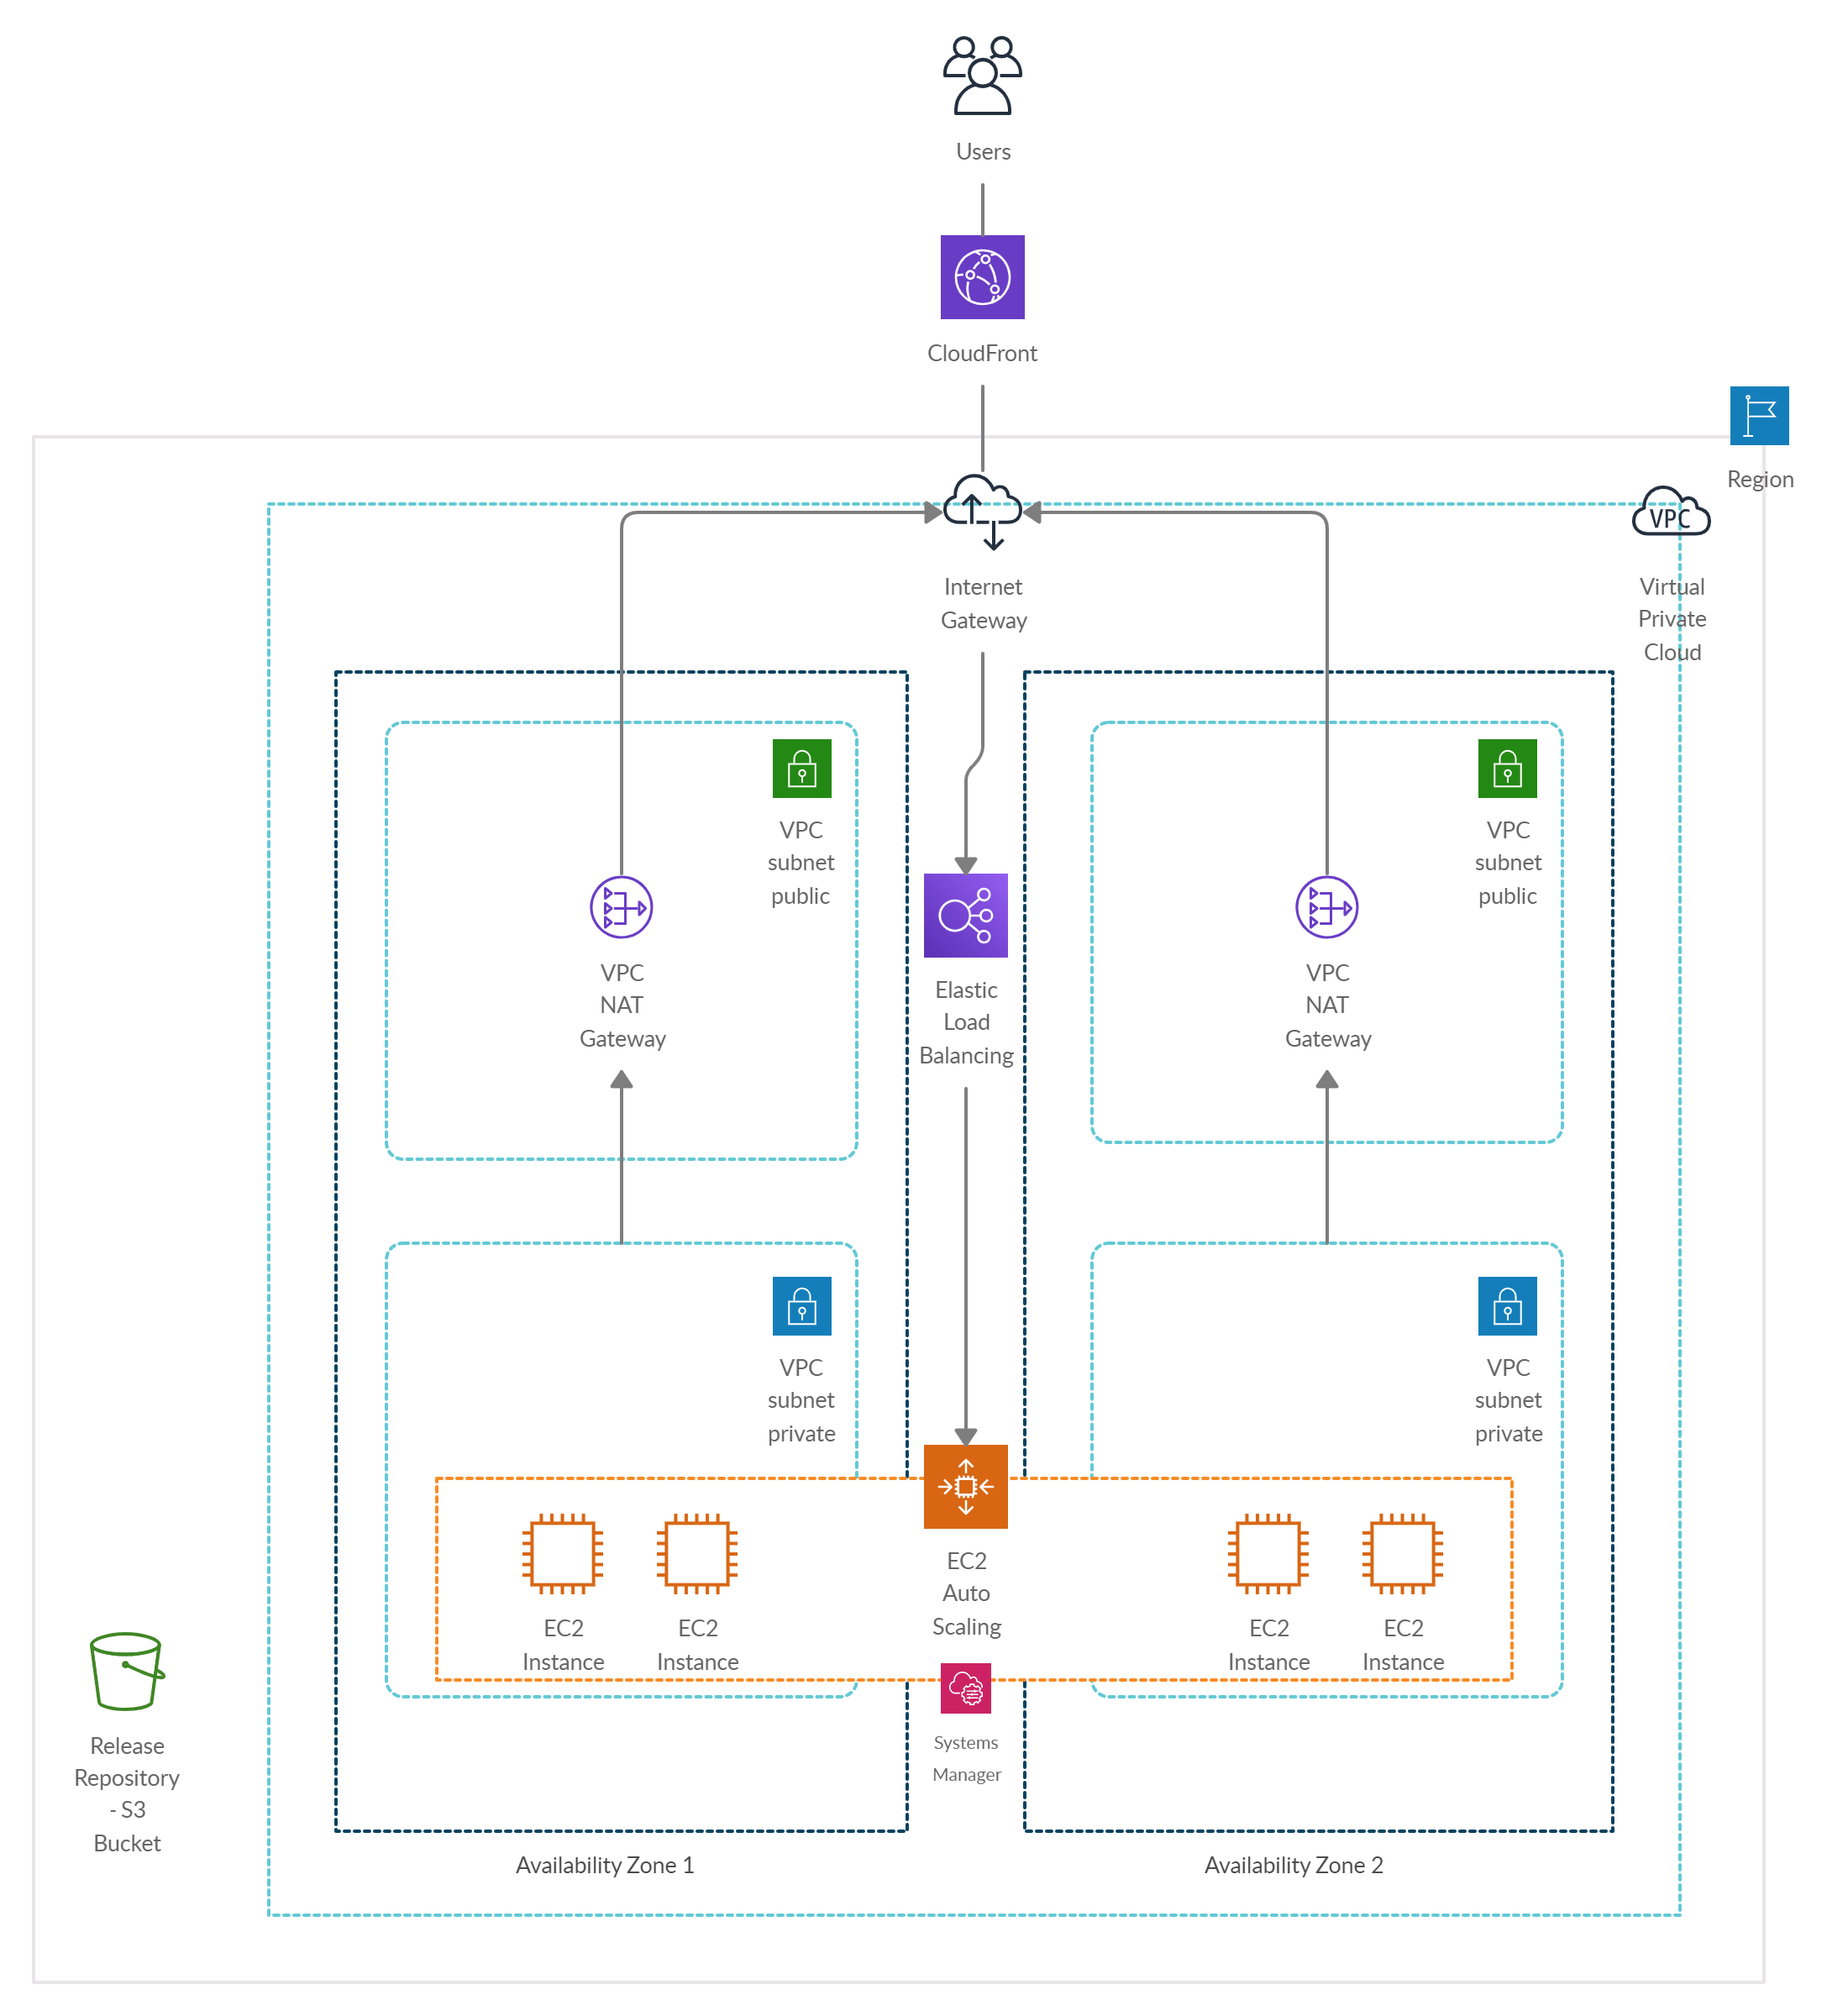 Users
CloudFront
Region
VPC
Virtual
Private
Cloud
Internet
Gateway
VPC
subnet
public
VPC
subnet
public
VPC
NAT
Gateway
Elastic
Load
Balancing
VPC
NAT
Gateway
VPC
subnet
private
VPC
subnet
private
EC2
Instance
EC2
Instance
EC2
Auto
Scaling
EC2
Instance
EC2
Instance
Systems
Manager
Release
Repository
- S3
Bucket
Availability Zone 1
Availability Zone 2